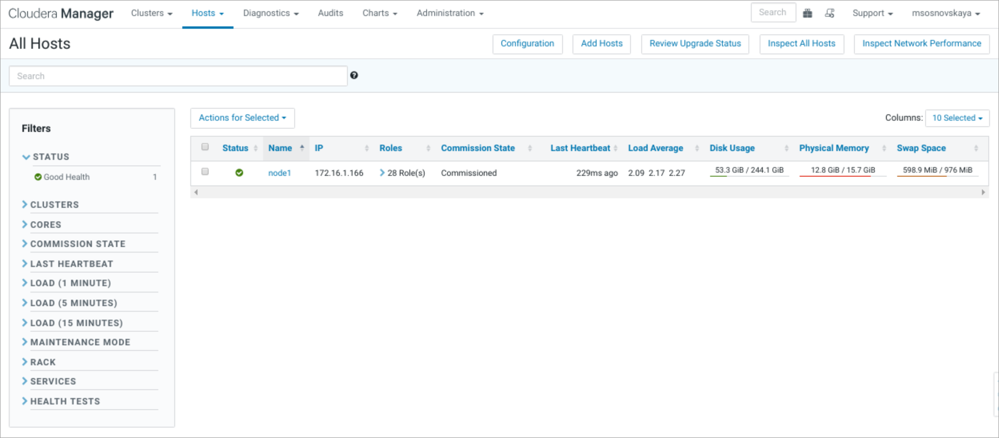 Cloudera Manager Clusters Hosts Diagnostics Audits Charts Administration Search Support msosnovskaya
All Hosts Configuration Add Hosts Review Upgrade Status Inspect All Hosts Inspect Network Performance
Search
Filters
STATUS
Good Health 1
CLUSTERS
CORES
COMMISSION STATE
LAST HEARTBEAT
LOAD (1 MINUTE)
LOAD (5 MINUTES)
LOAD (15 MINUTES)
MAINTENANCE MODE
RACK
SERVICES
HEALTH TESTS
Actions for Selected Columns: 10 Selected
Status Name IP Roles Commission State Last Heartbeat Load Average Disk Usage Physical Memory Swap Space
node1 172.16.1.166 28 Role(s) Commissioned 229ms ago 2.09 2.17 2.27 53.3 GiB / 244.1 GiB 12.8 GiB / 15.7 GiB 598.9 MiB / 976 MiB